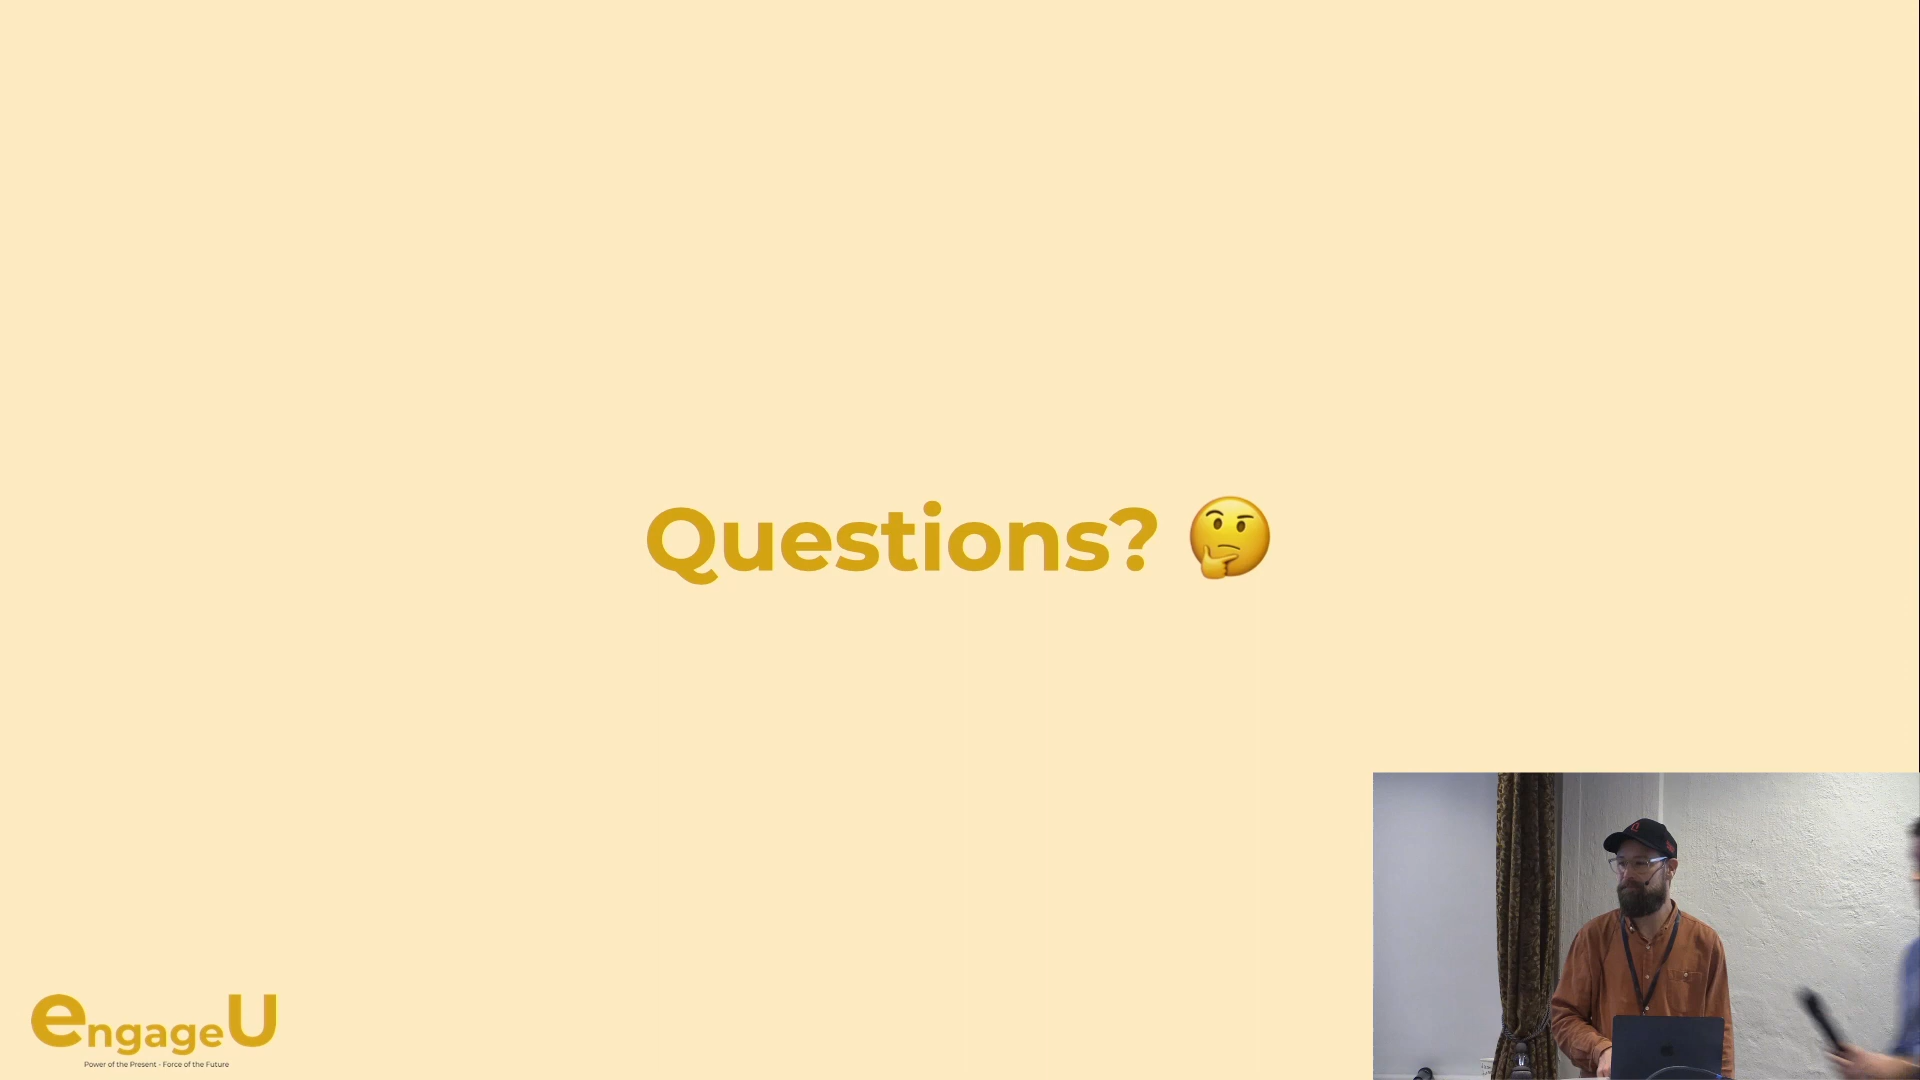 Questions? 🤔
engageU
Power of the Present - Force of the Future